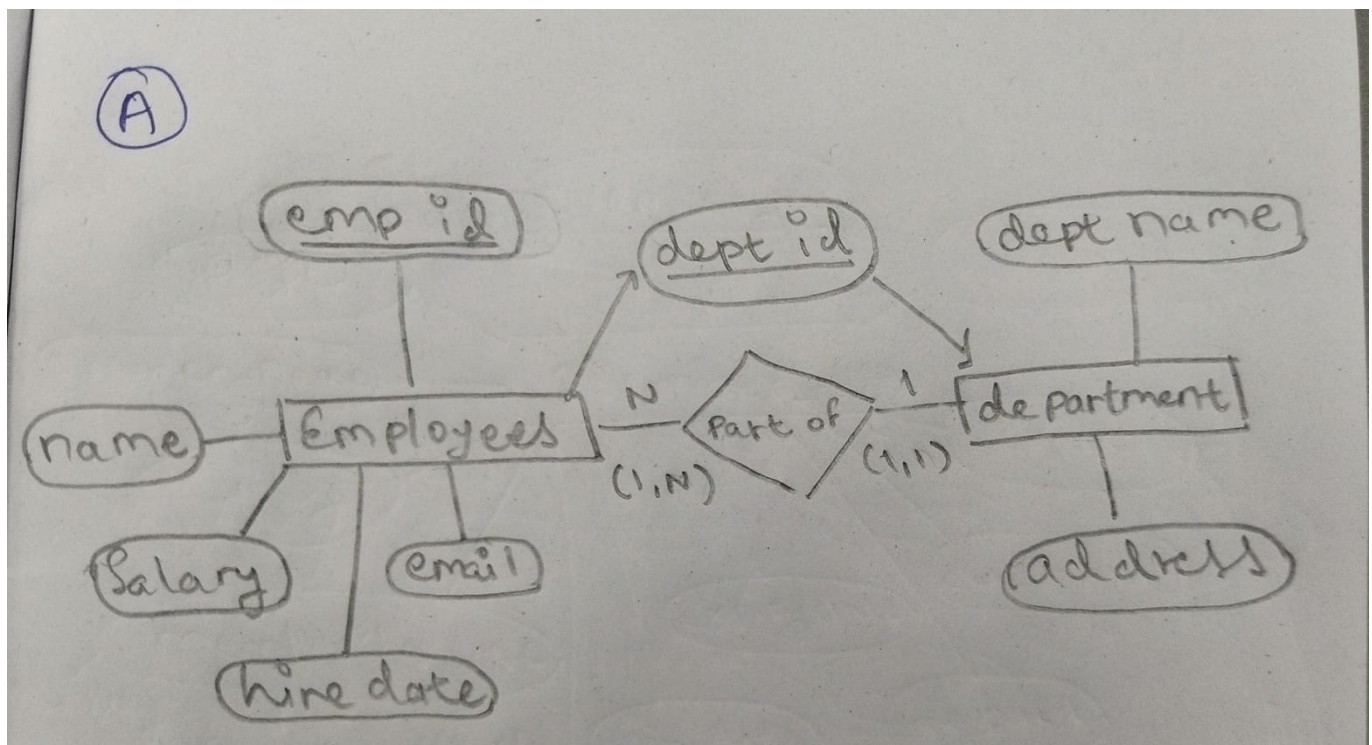 A
emp id
dept id
dept name
name
Employees
N
(1,N)
Part of
1
(1,1)
department
Salary
email
address
hire date